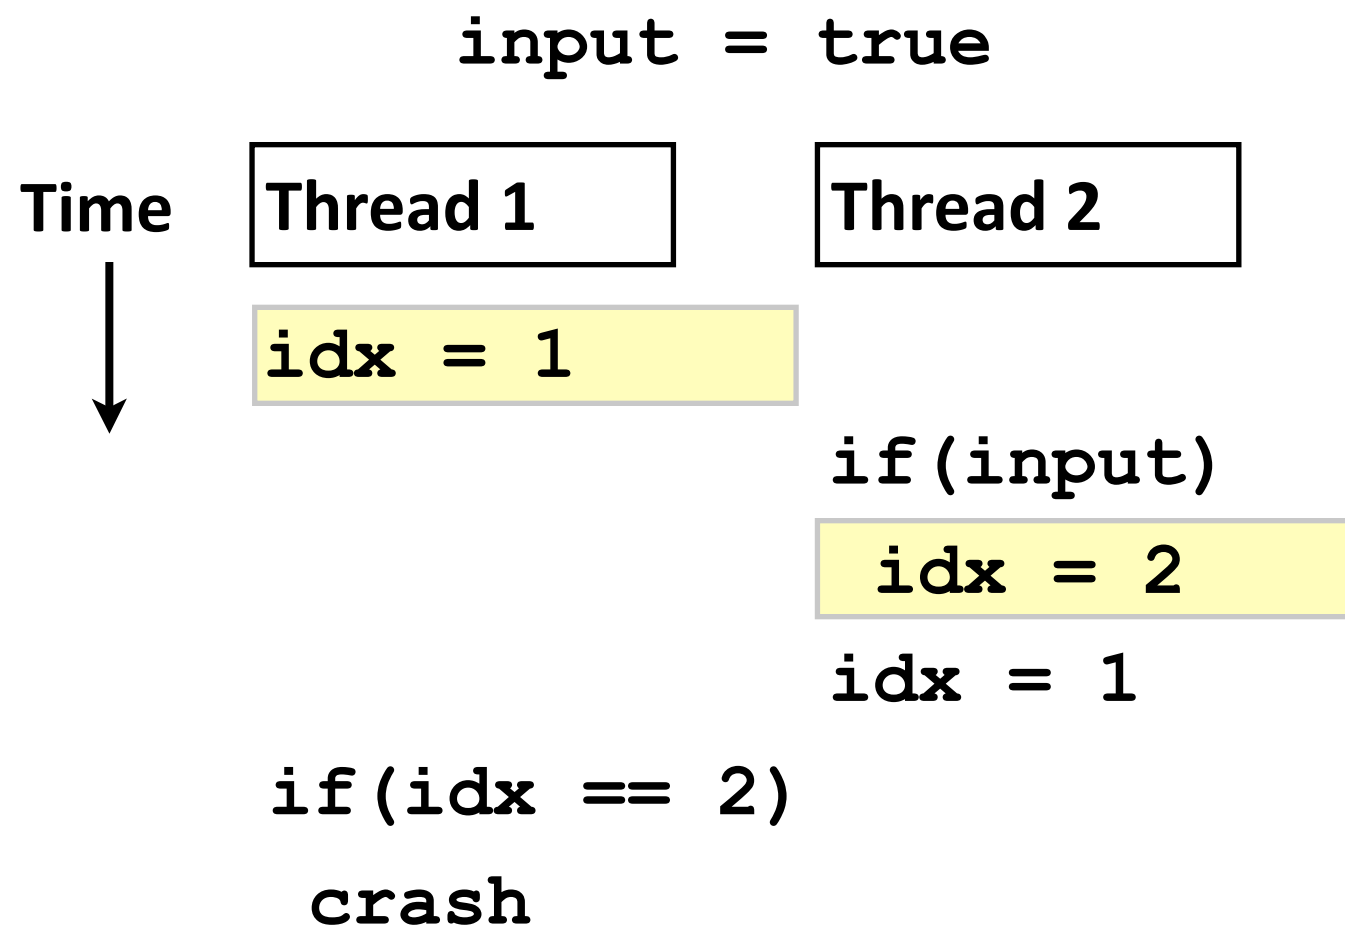 input = true
Time
Thread 1
Thread 2
idx = 1
if(input)
idx = 2
idx = 1
if(idx == 2)
crash